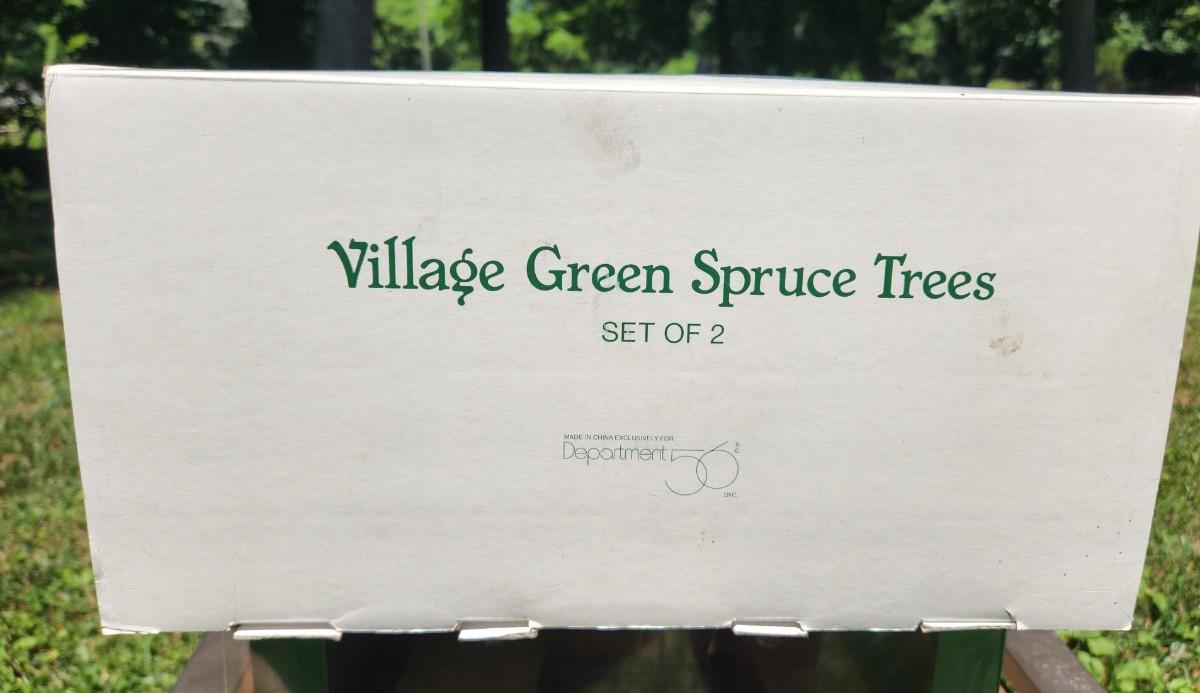 Village Green Spruce Trees
SET OF 2
MADE IN CHINA EXCLUSIVELY FOR
Department 56 ®
©
INC.